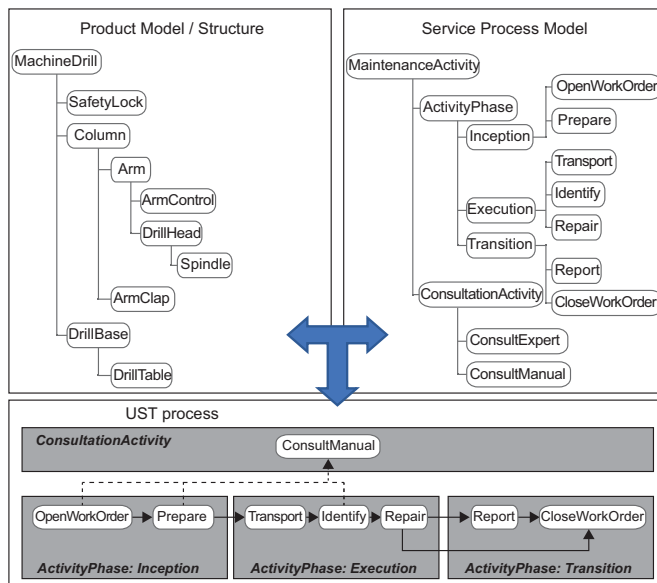 Product Model / Structure
MachineDrill
SafetyLock
Column
Arm
ArmControl
DrillHead
Spindle
ArmClap
DrillBase
DrillTable
Service Process Model
MaintenanceActivity
ActivityPhase
Inception
OpenWorkOrder
Prepare
Execution
Transport
Identify
Repair
Transition
Report
CloseWorkOrder
ConsultationActivity
ConsultExpert
ConsultManual
UST process
ConsultationActivity
ConsultManual
OpenWorkOrder
Prepare
Transport
Identify
Repair
Report
CloseWorkOrder
ActivityPhase: Inception
ActivityPhase: Execution
ActivityPhase: Transition